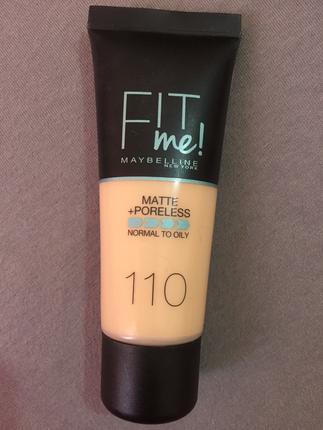 FIT
me!
MAYBELLINE
NEW YORK
MATTE
+PORELESS
NORMAL TO OILY
110